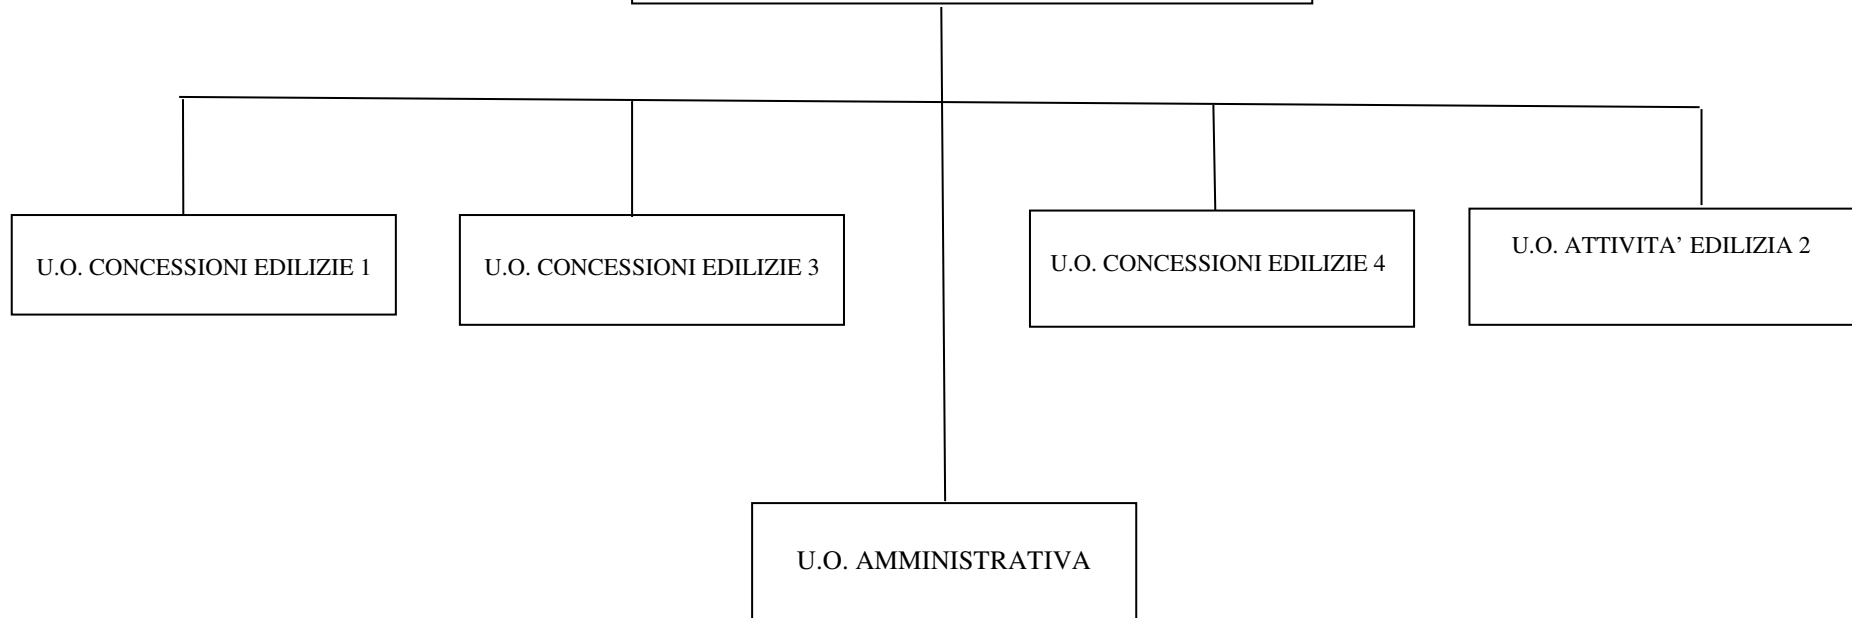 U.O. CONCESSIONI EDILIZIE 1
U.O. CONCESSIONI EDILIZIE 3
U.O. CONCESSIONI EDILIZIE 4
U.O. ATTIVITA’ EDILIZIA 2
U.O. AMMINISTRATIVA